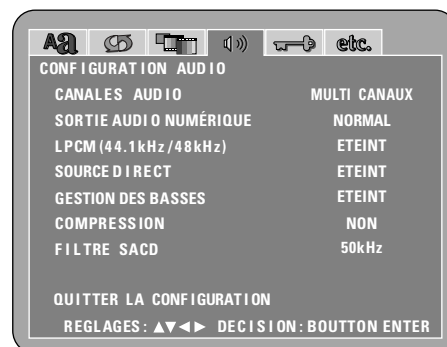 Aa etc.
CONFIGURATION AUDIO
CANALES AUDIO MULTI CANAUX
SORTIE AUDIO NUMÉRIQUE NORMAL
LPCM (44.1kHz/48kHz) ETEINT
SOURCE DIRECT ETEINT
GESTION DES BASSES ETEINT
COMPRESSION NON
FILTRE SACD 50kHz
QUITTER LA CONFIGURATION
REGLAGES: ▲▼◄► DECISION: BOUTTON ENTER